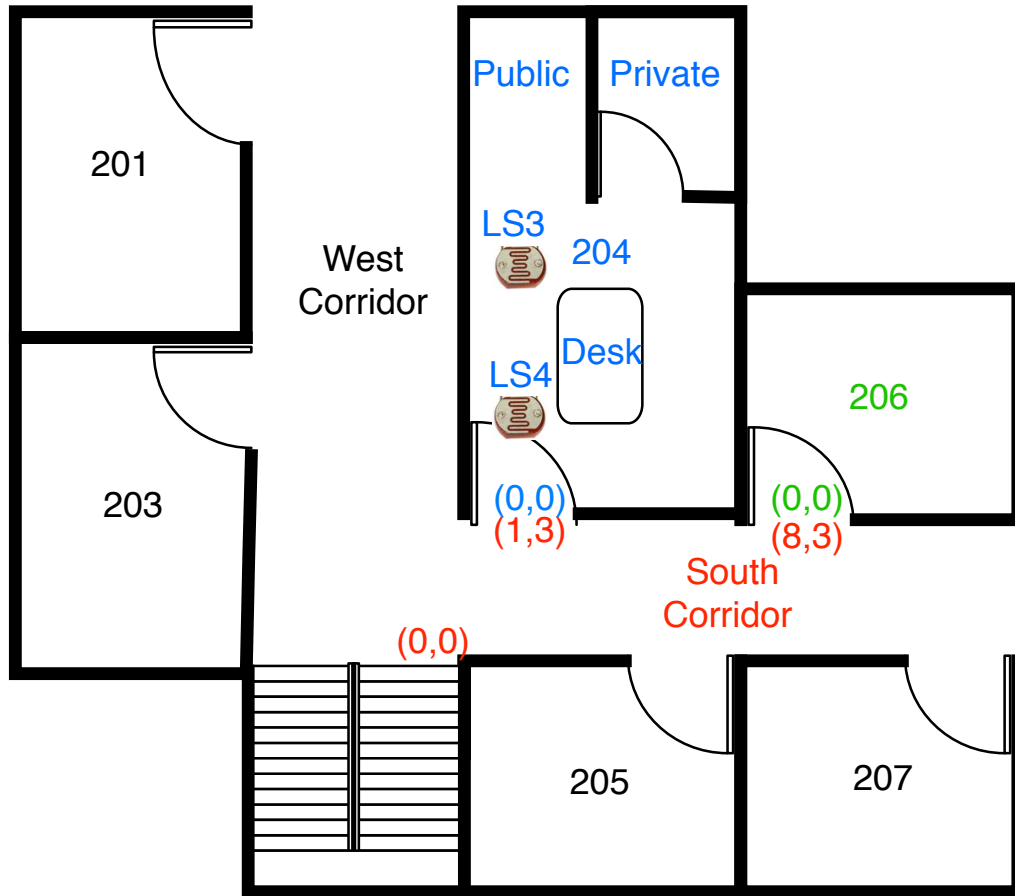 Public
Private
201
LS3
204
West
Corridor
Desk
LS4
206
203
(0,0)
(1,3)
(0,0)
(8,3)
South
Corridor
(0,0)
205
207